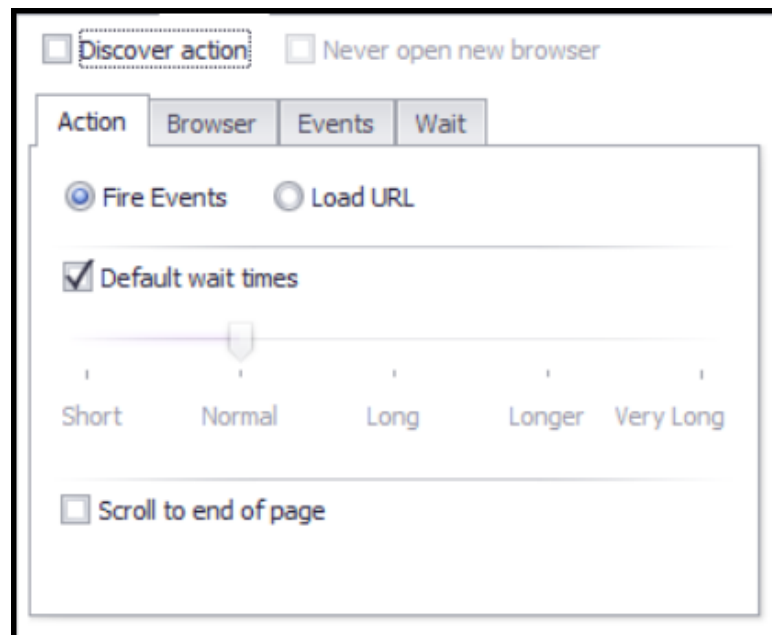 Discover action Never open new browser
Action Browser Events Wait
Fire Events Load URL
Default wait times
Short Normal Long Longer Very Long
Scroll to end of page